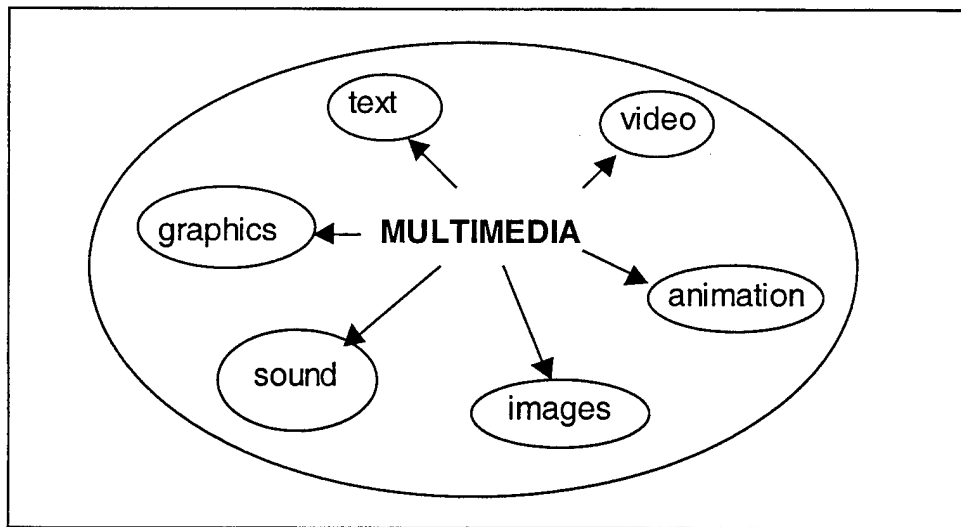 text
video
graphics
MULTIMEDIA
animation
sound
images